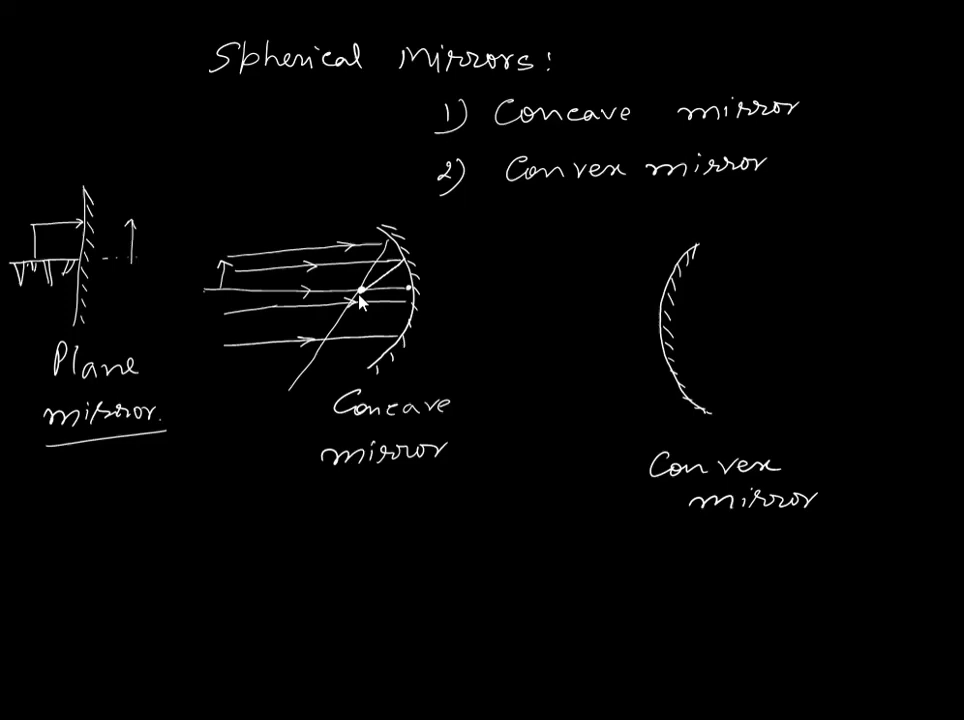 Spherical Mirrors:
1) Concave mirror
2) Convex mirror
Plane
mirror.
Concave
mirror
Convex
mirror